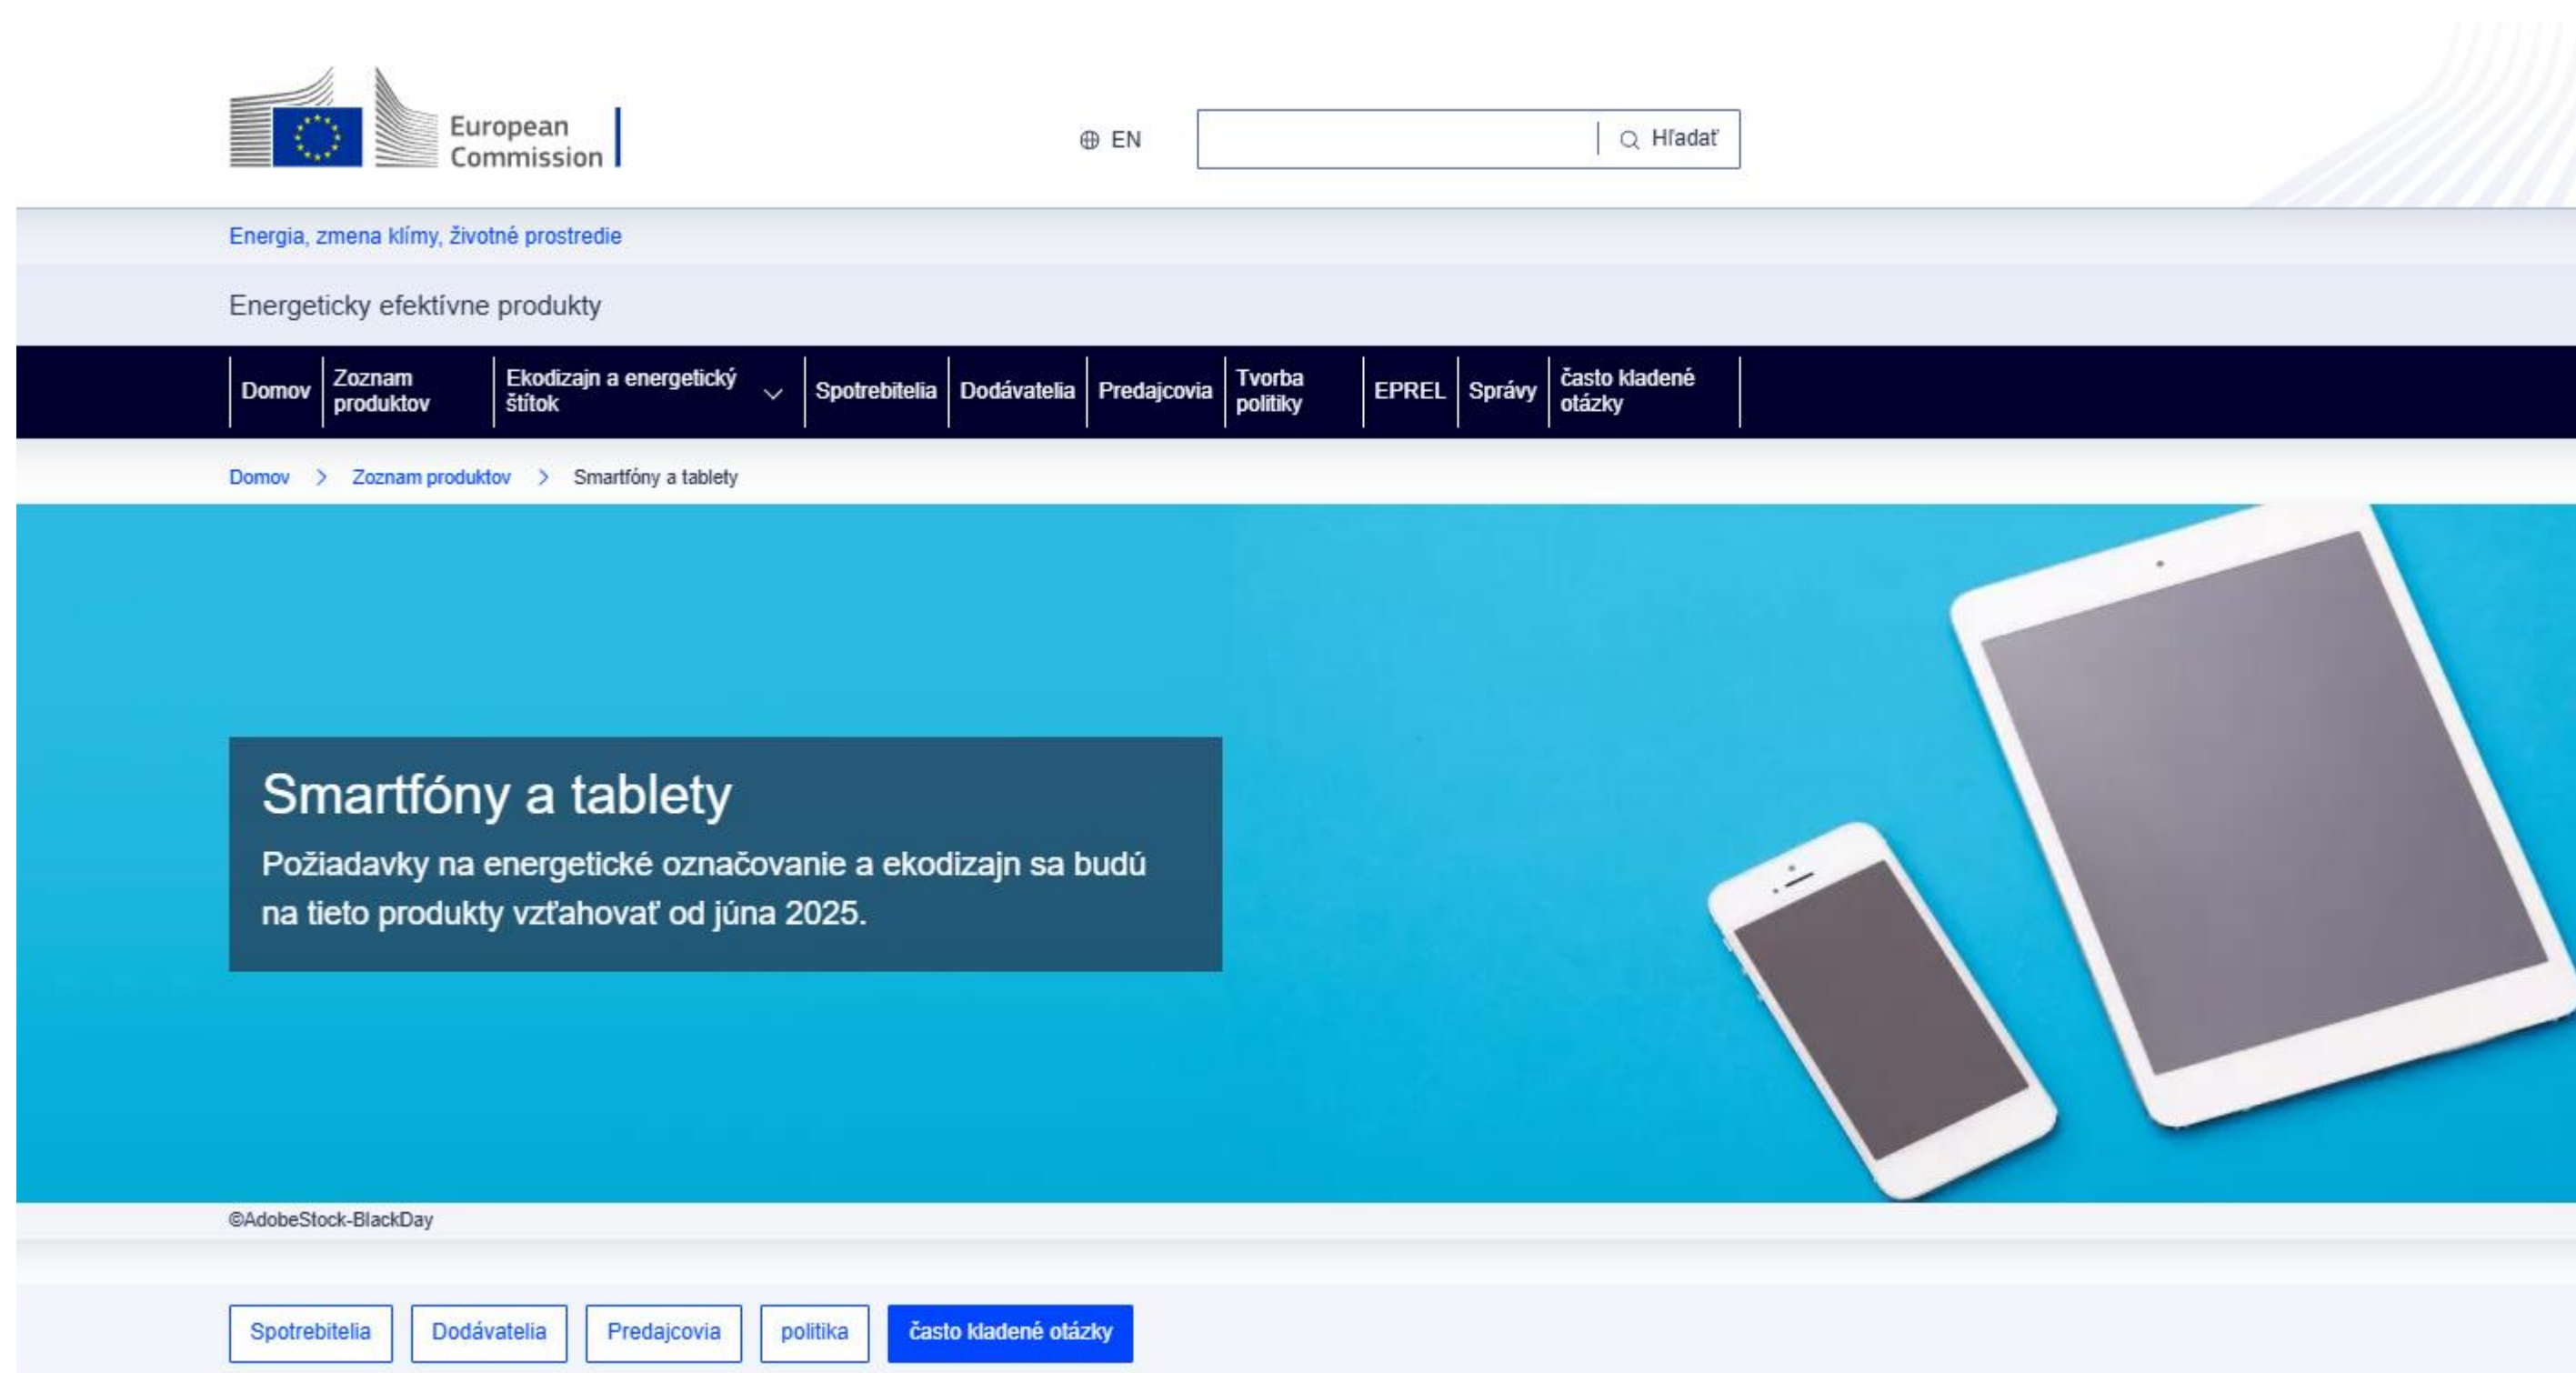 European
Commission
EN
Hľadať
Energia, zmena klímy, životné prostredie
Energeticky efektívne produkty
Domov
Zoznam
produktov
Ekodizajn a energetický
štítok
Spotrebitelia
Dodávatelia
Predajcovia
Tvorba
politiky
EPREL
Správy
často kladené
otázky
Domov > Zoznam produktov > Smartfóny a tablety
Smartfóny a tablety
Požiadavky na energetické označovanie a ekodizajn sa budú
na tieto produkty vzťahovať od júna 2025.
©AdobeStock-BlackDay
Spotrebitelia
Dodávatelia
Predajcovia
politika
často kladené otázky